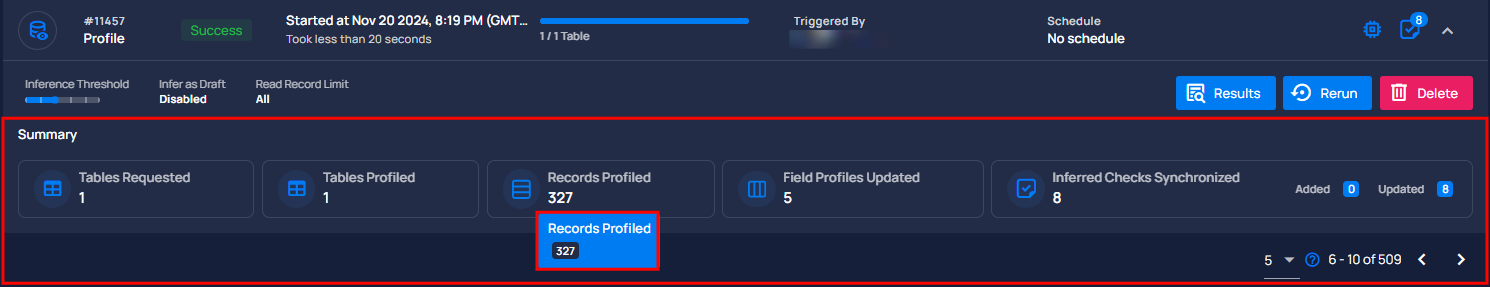 #11457
Profile
Success
Started at Nov 20 2024, 8:19 PM (GMT...
Took less than 20 seconds
1 / 1 Table
Triggered By
Schedule
No schedule
8
Inference Threshold
Infer as Draft
Disabled
Read Record Limit
All
Results
Rerun
Delete
Summary
Tables Requested
1
Tables Profiled
1
Records Profiled
327
Field Profiles Updated
5
Inferred Checks Synchronized
8
Added 0 Updated 8
Records Profiled
327
5
6 - 10 of 509